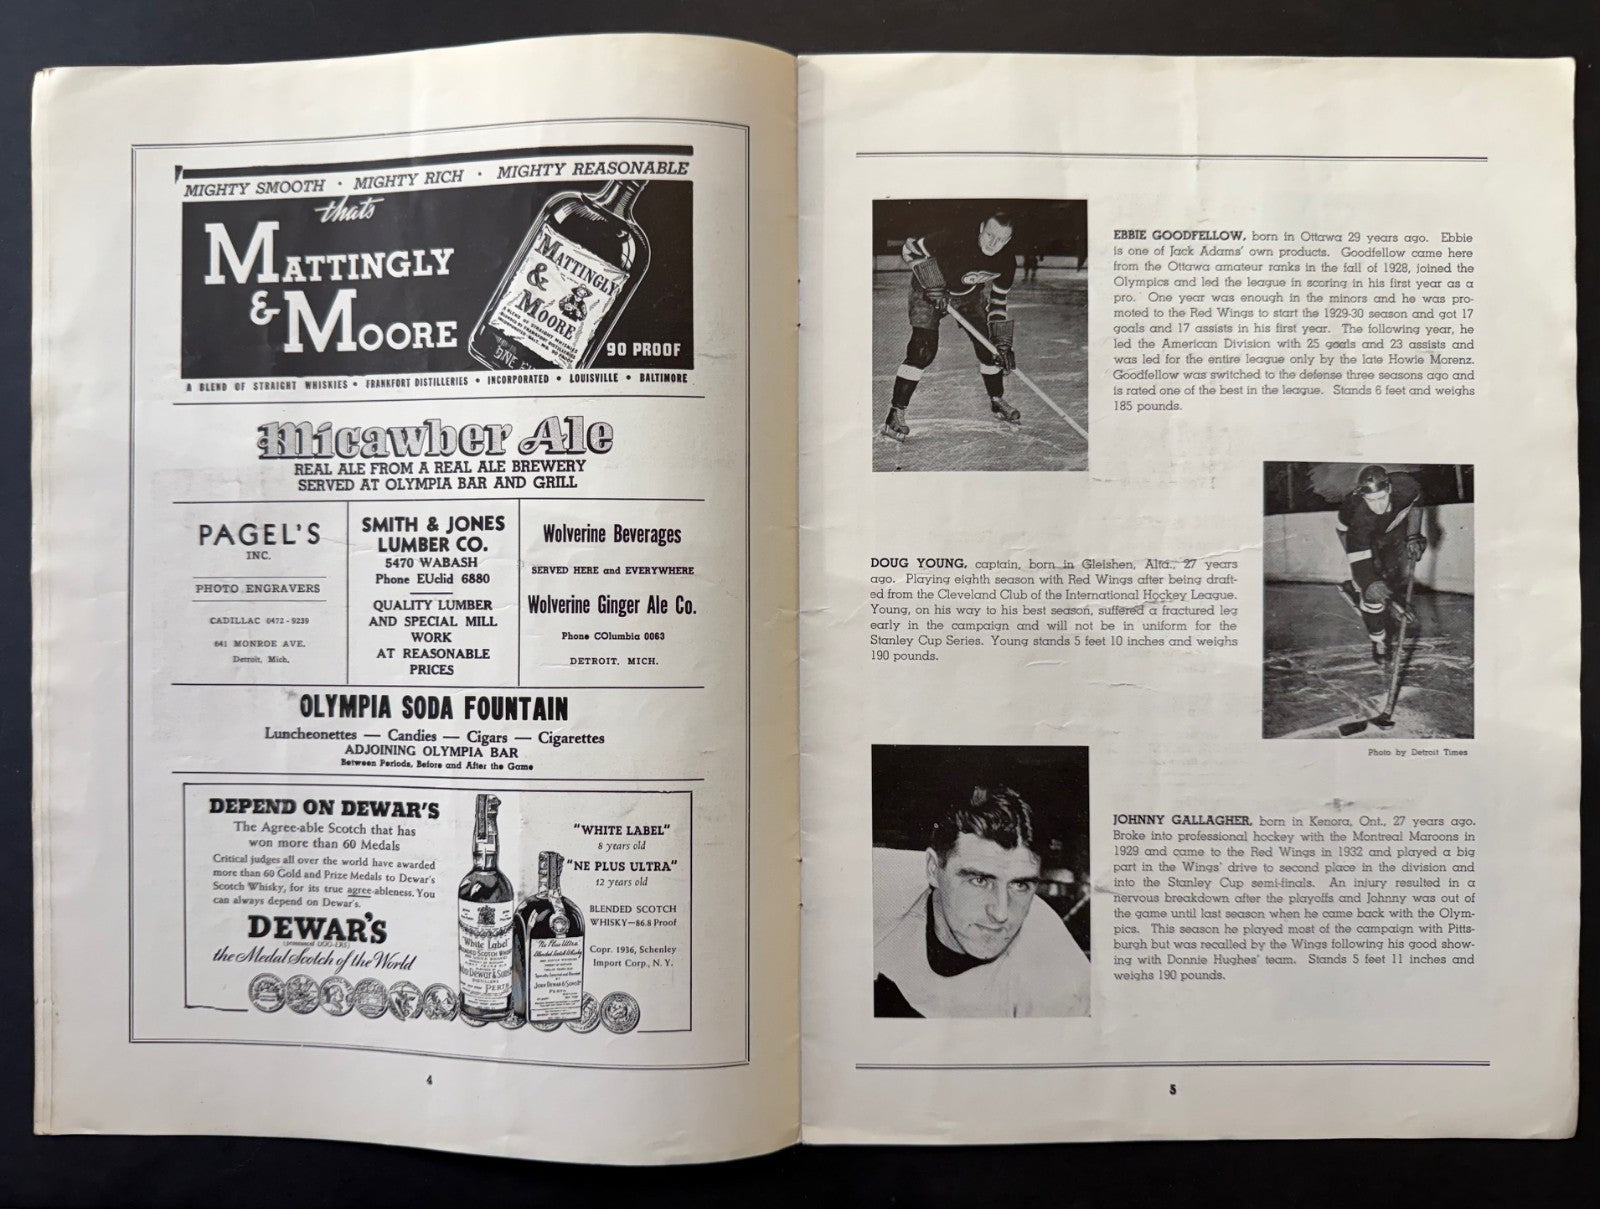 MIGHTY SMOOTH · MIGHTY RICH · MIGHTY REASONABLE
thats
MATTINGLY
& MOORE
MATTINGLY
&
MOORE
90 PROOF
A BLEND OF STRAIGHT WHISKIES • FRANKFORT DISTILLERIES • INCORPORATED • LOUISVILLE • BALTIMORE
Micawber Ale
REAL ALE FROM A REAL ALE BREWERY
SERVED AT OLYMPIA BAR AND GRILL
PAGEL'S
INC.
PHOTO ENGRAVERS
CADILLAC 0472 - 9239
641 MONROE AVE.
Detroit, Mich.
SMITH & JONES
LUMBER CO.
5470 WABASH
Phone EUclid 6880
QUALITY LUMBER
AND SPECIAL MILL
WORK
AT REASONABLE
PRICES
Wolverine Beverages
SERVED HERE and EVERYWHERE
Wolverine Ginger Ale Co.
Phone COlumbia 0063
DETROIT, MICH.
OLYMPIA SODA FOUNTAIN
Luncheonettes — Candies — Cigars — Cigarettes
ADJOINING OLYMPIA BAR
Between Periods, Before and After the Game
DEPEND ON DEWAR'S
The Agree-able Scotch that has
won more than 60 Medals
Critical judges all over the world have awarded
more than 60 Gold and Prize Medals to Dewar's
Scotch Whisky, for its true agree-ableness. You
can always depend on Dewar's.
DEWAR'S
(pronounced DOO-ERS)
the Medal Scotch of the World
"WHITE LABEL"
8 years old
"NE PLUS ULTRA"
12 years old
BLENDED SCOTCH
WHISKY—86.8 Proof
Copr. 1936, Schenley
Import Corp., N. Y.
White Label
PERTH
Ne Plus Ultra
4
EBBIE GOODFELLOW, born in Ottawa 29 years ago. Ebbie
is one of Jack Adams' own products. Goodfellow came here
from the Ottawa amateur ranks in the fall of 1928, joined the
Olympics and led the league in scoring in his first year as a
pro. One year was enough in the minors and he was pro-
moted to the Red Wings to start the 1929-30 season and got 17
goals and 17 assists in his first year. The following year, he
led the American Division with 25 goals and 23 assists and
was led for the entire league only by the late Howie Morenz.
Goodfellow was switched to the defense three seasons ago and
is rated one of the best in the league. Stands 6 feet and weighs
185 pounds.
DOUG YOUNG, captain, born in Gleishen, Alta., 27 years
ago. Playing eighth season with Red Wings after being draft-
ed from the Cleveland Club of the International Hockey League.
Young, on his way to his best season, suffered a fractured leg
early in the campaign and will not be in uniform for the
Stanley Cup Series. Young stands 5 feet 10 inches and weighs
190 pounds.
Photo by Detroit Times
JOHNNY GALLAGHER, born in Kenora, Ont., 27 years ago.
Broke into professional hockey with the Montreal Maroons in
1929 and came to the Red Wings in 1932 and played a big
part in the Wings' drive to second place in the division and
into the Stanley Cup semi-finals. An injury resulted in a
nervous breakdown after the playoffs and Johnny was out of
the game until last season when he came back with the Olym-
pics. This season he played most of the campaign with Pitts-
burgh but was recalled by the Wings following his good show-
ing with Donnie Hughes' team. Stands 5 feet 11 inches and
weighs 190 pounds.
5